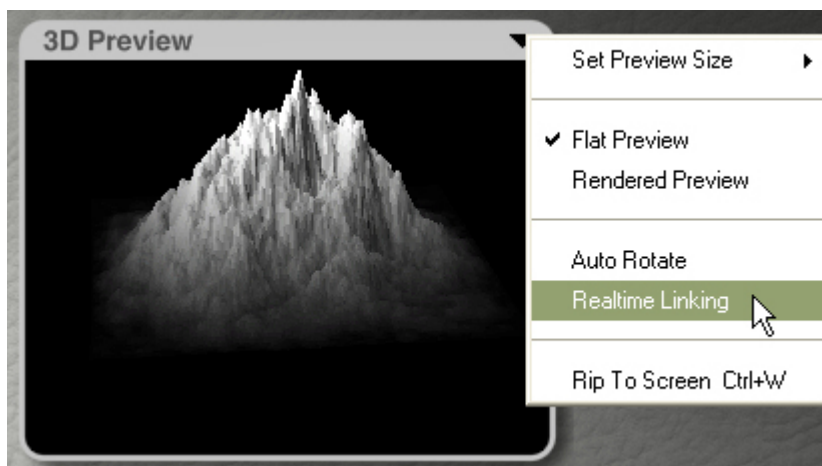 3D Preview
Set Preview Size
Flat Preview
Rendered Preview
Auto Rotate
Realtime Linking
Rip To Screen Ctrl+W